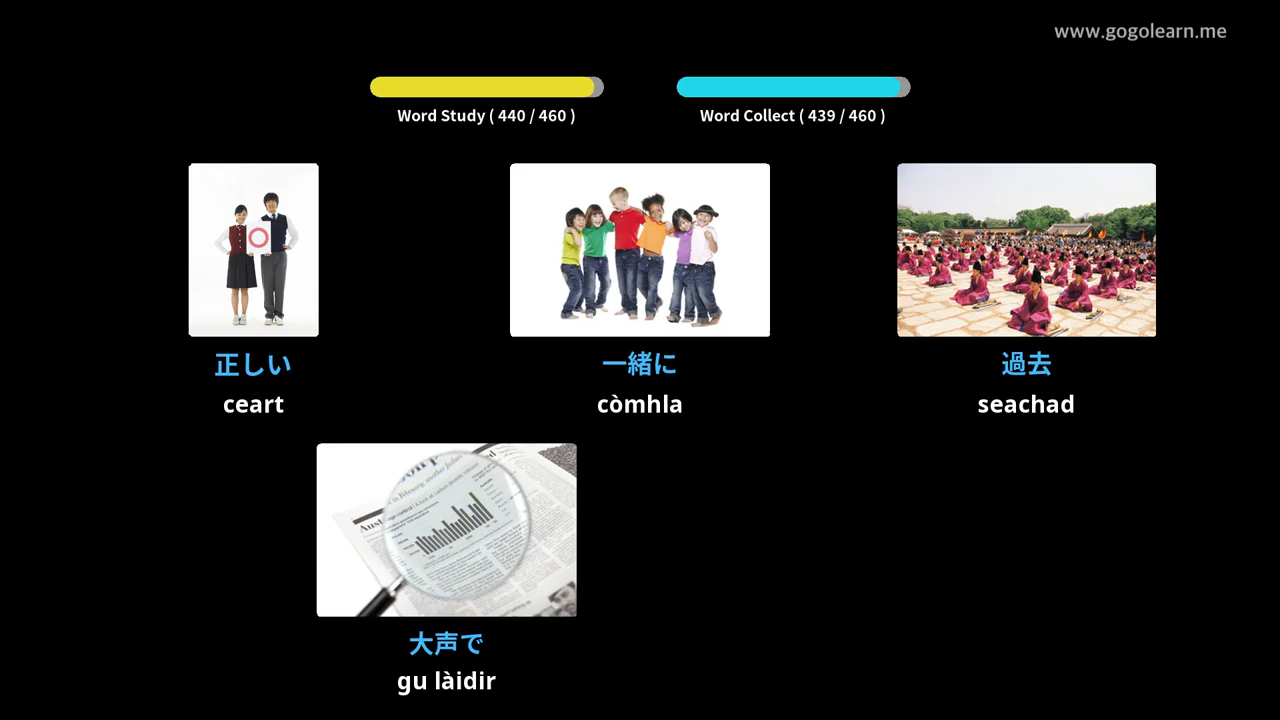 www.gogolearn.me
Word Study ( 440 / 460 )
Word Collect ( 439 / 460 )
正しい
ceart
一緒に
còmhla
過去
seachad
大声で
gu làidir